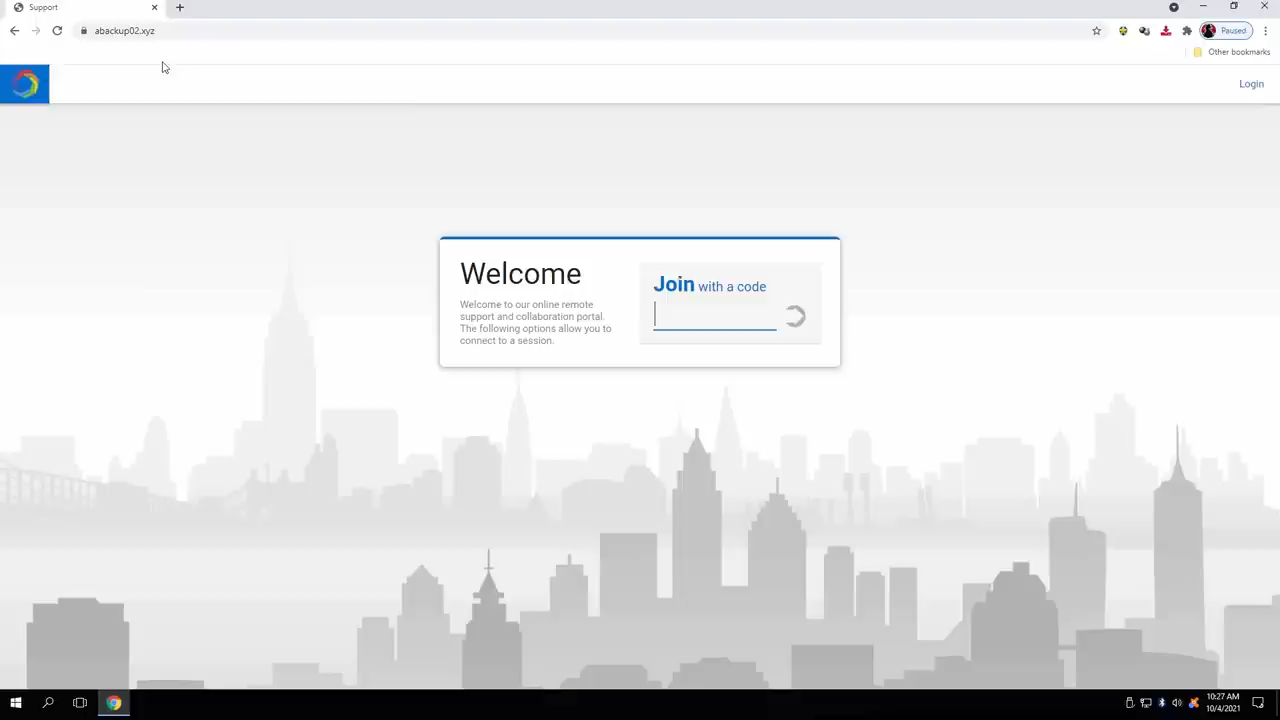 Support
abackup02.xyz
Paused
Other bookmarks
Login
Welcome
Welcome to our online remote
support and collaboration portal.
The following options allow you to
connect to a session.
Join with a code
10:27 AM
10/4/2021